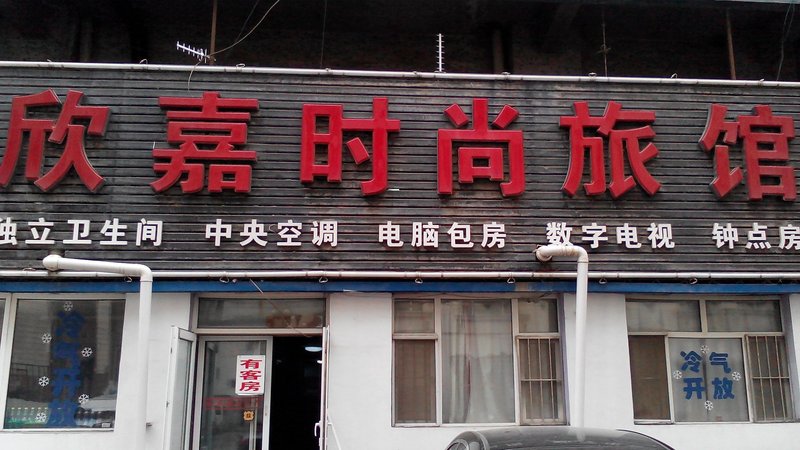 欣嘉时尚旅馆
独立卫生间 中央空调 电脑包房 数字电视 钟点房
冷气
开放
有客房
冷气
开放